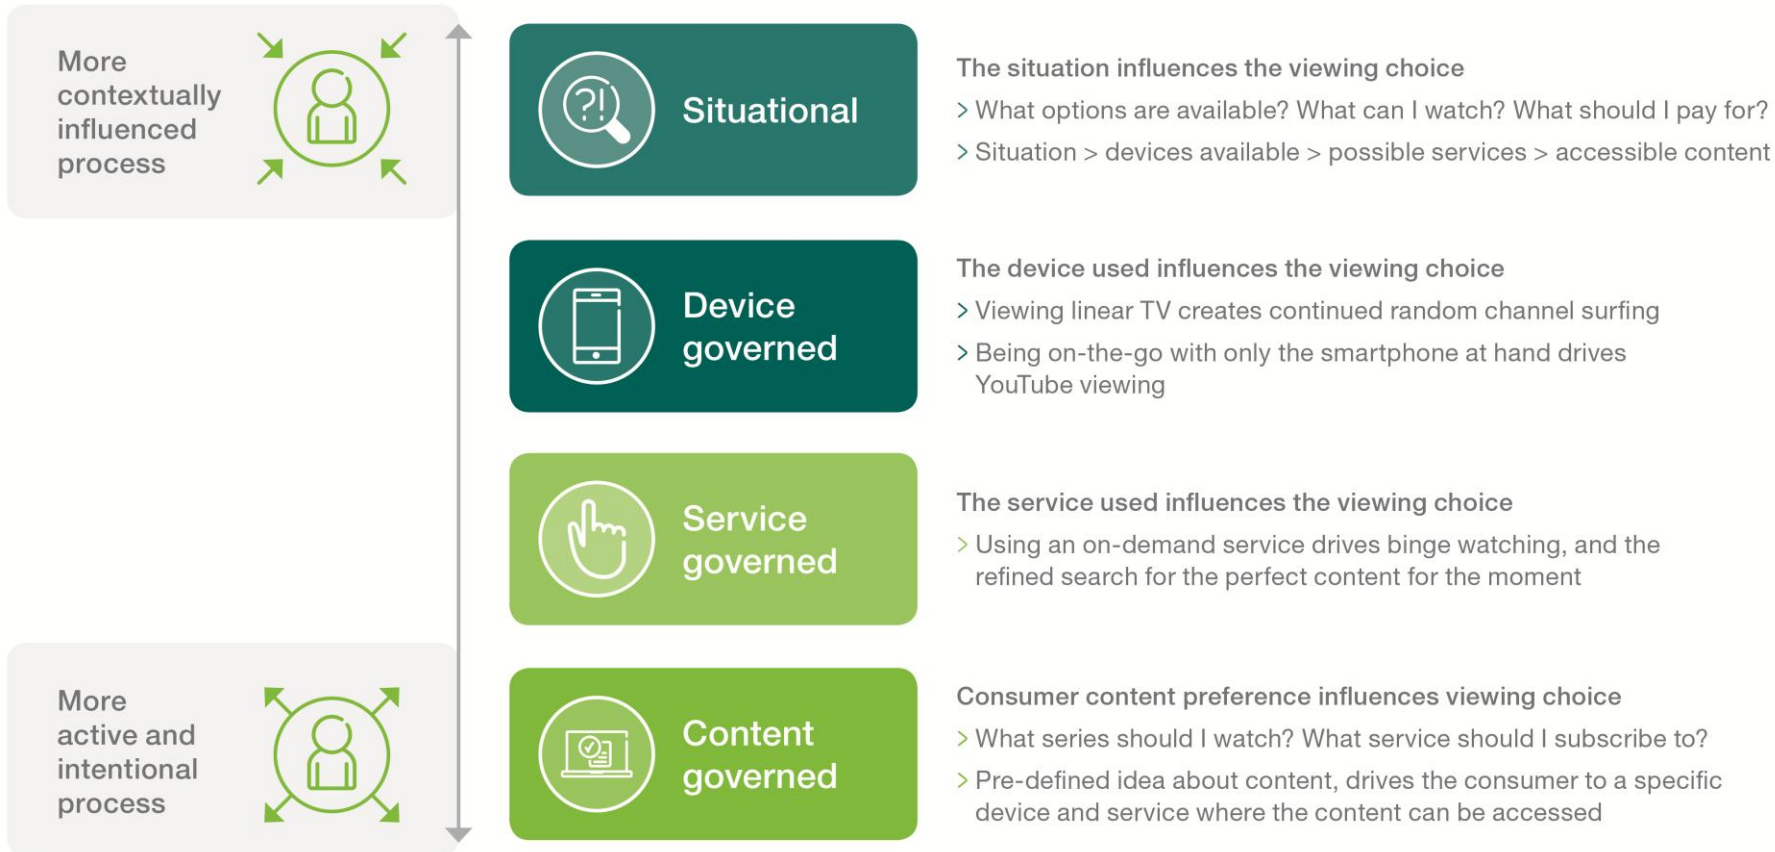 More
contextually
influenced
process
?!
Situational
The situation influences the viewing choice
> What options are available? What can I watch? What should I pay for?
> Situation > devices available > possible services > accessible content
Device
governed
The device used influences the viewing choice
> Viewing linear TV creates continued random channel surfing
> Being on-the-go with only the smartphone at hand drives
YouTube viewing
Service
governed
The service used influences the viewing choice
> Using an on-demand service drives binge watching, and the
refined search for the perfect content for the moment
More
active and
intentional
process
Content
governed
Consumer content preference influences viewing choice
> What series should I watch? What service should I subscribe to?
> Pre-defined idea about content, drives the consumer to a specific
device and service where the content can be accessed